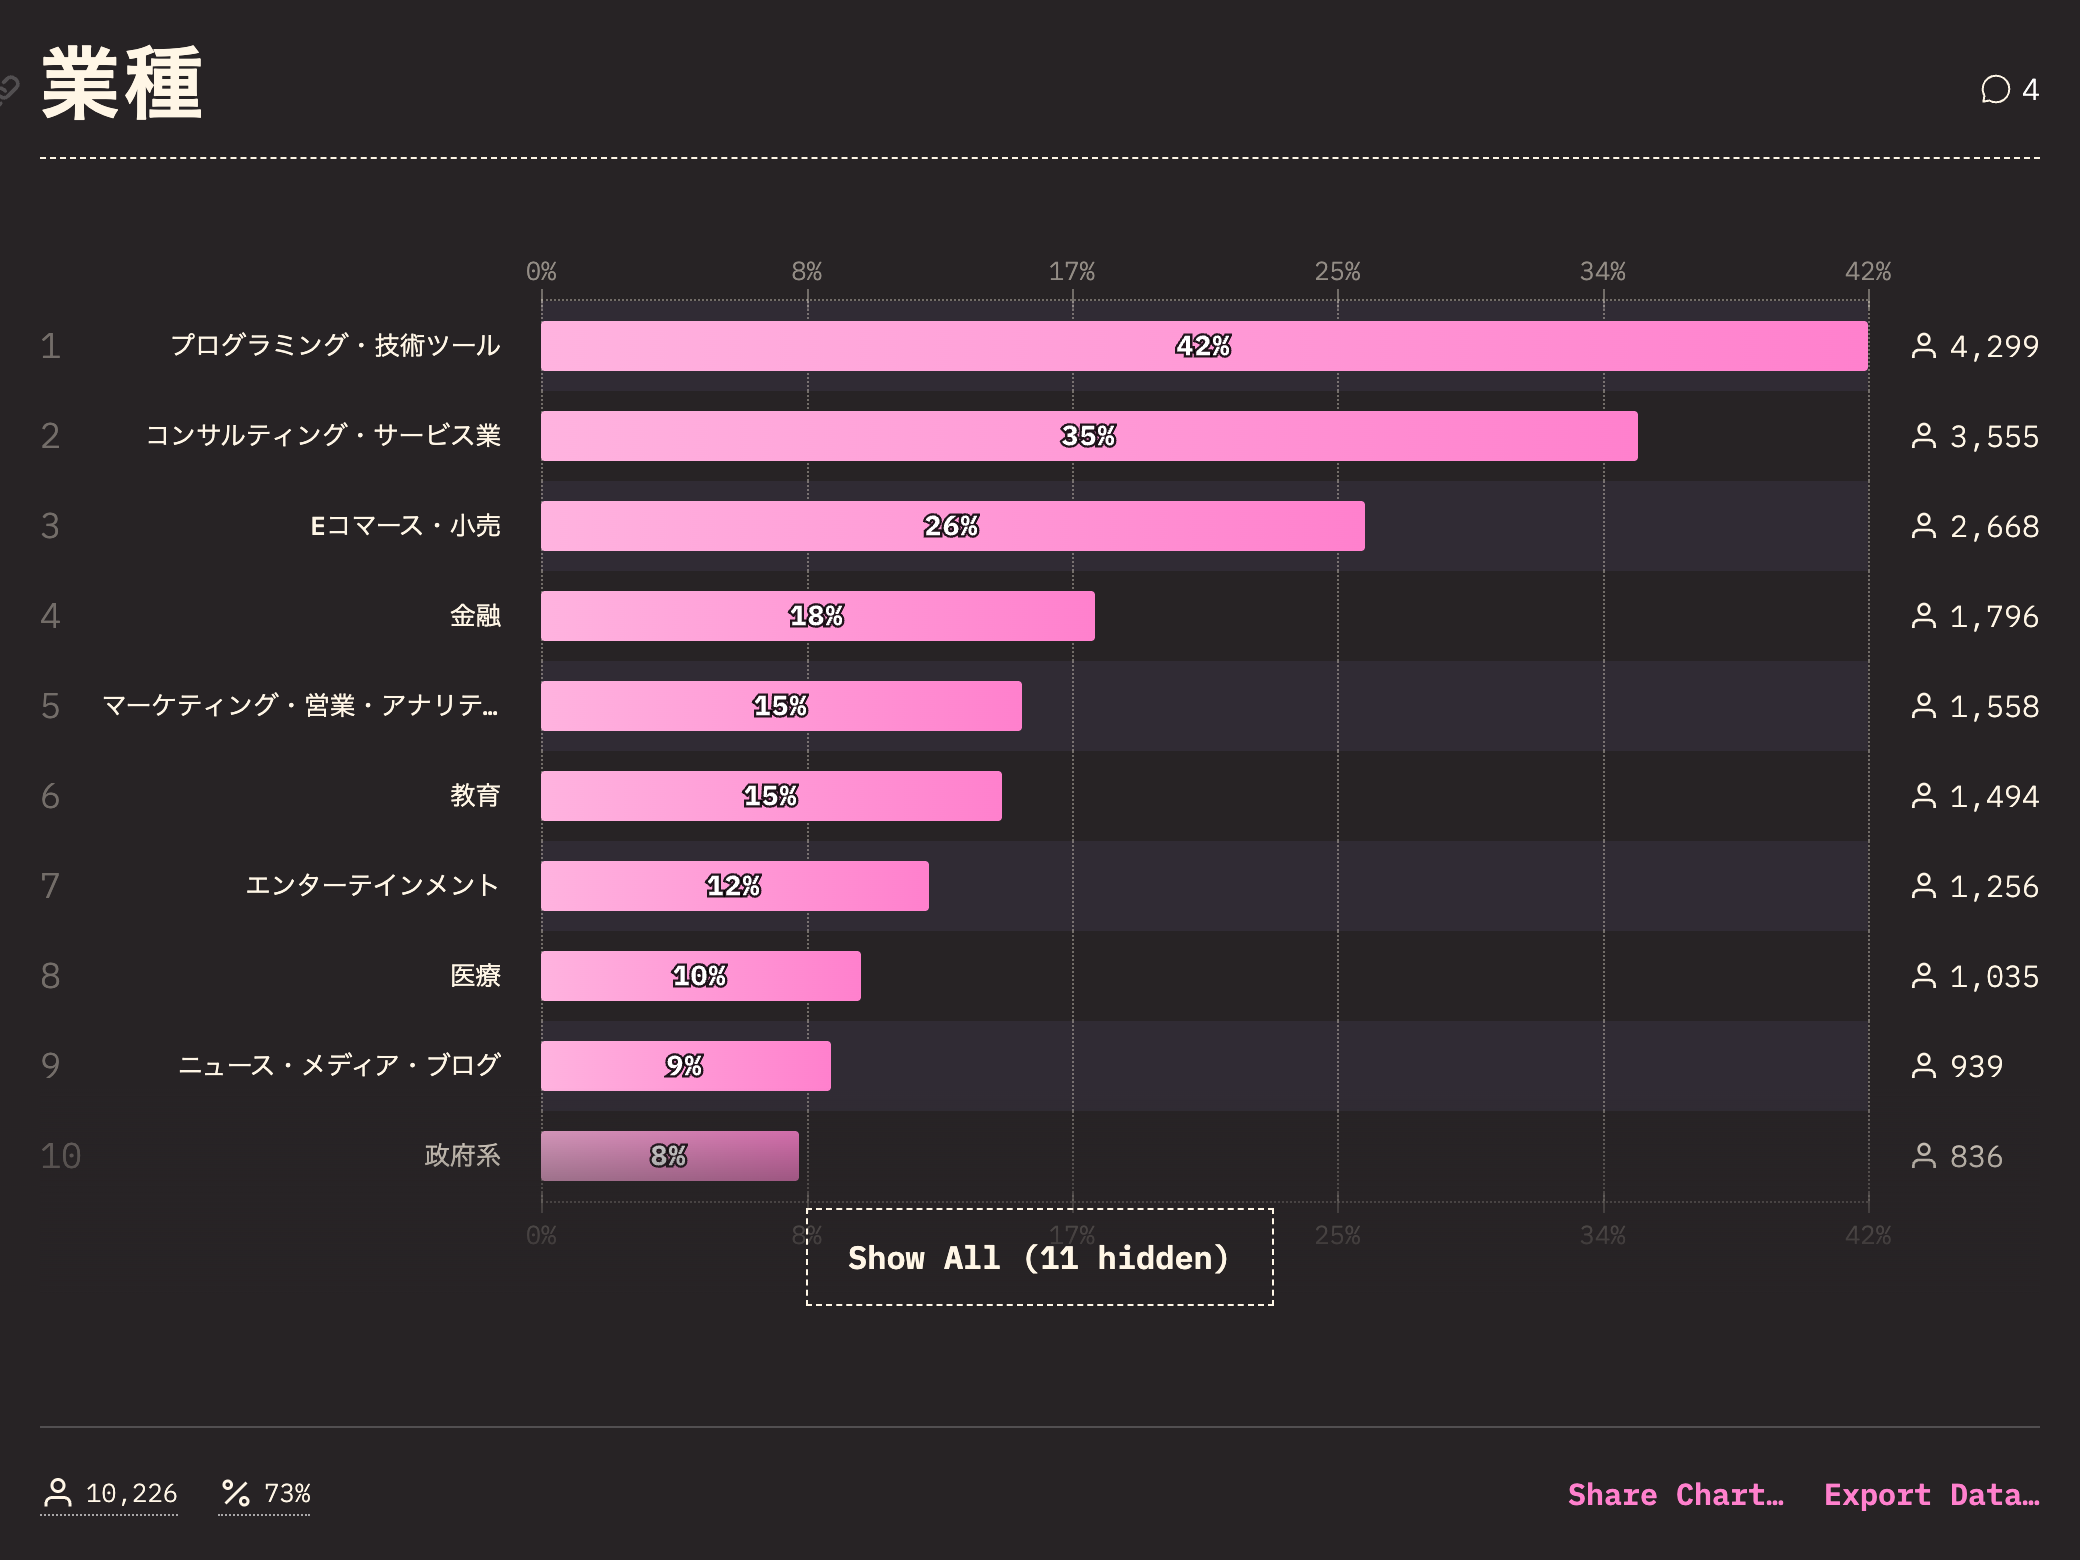 業種
4
0% 8% 17% 25% 34% 42%
1 プログラミング・技術ツール 42% 4,299
2 コンサルティング・サービス業 35% 3,555
3 Eコマース・小売 26% 2,668
4 金融 18% 1,796
5 マーケティング・営業・アナリテ… 15% 1,558
6 教育 15% 1,494
7 エンターテインメント 12% 1,256
8 医療 10% 1,035
9 ニュース・メディア・ブログ 9% 939
10 政府系 8% 836
0% 8% 17% 25% 34% 42%
Show All (11 hidden)
10,226 73% Share Chart… Export Data…